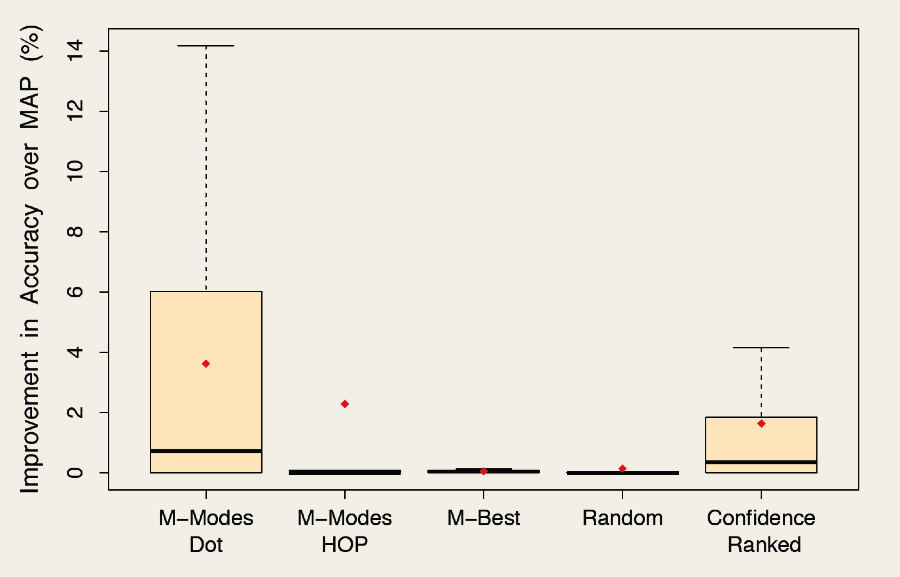 Improvement in Accuracy over MAP (%)
14
12
10
8
6
4
2
0
M−Modes Dot
M−Modes HOP
M−Best
Random
Confidence Ranked